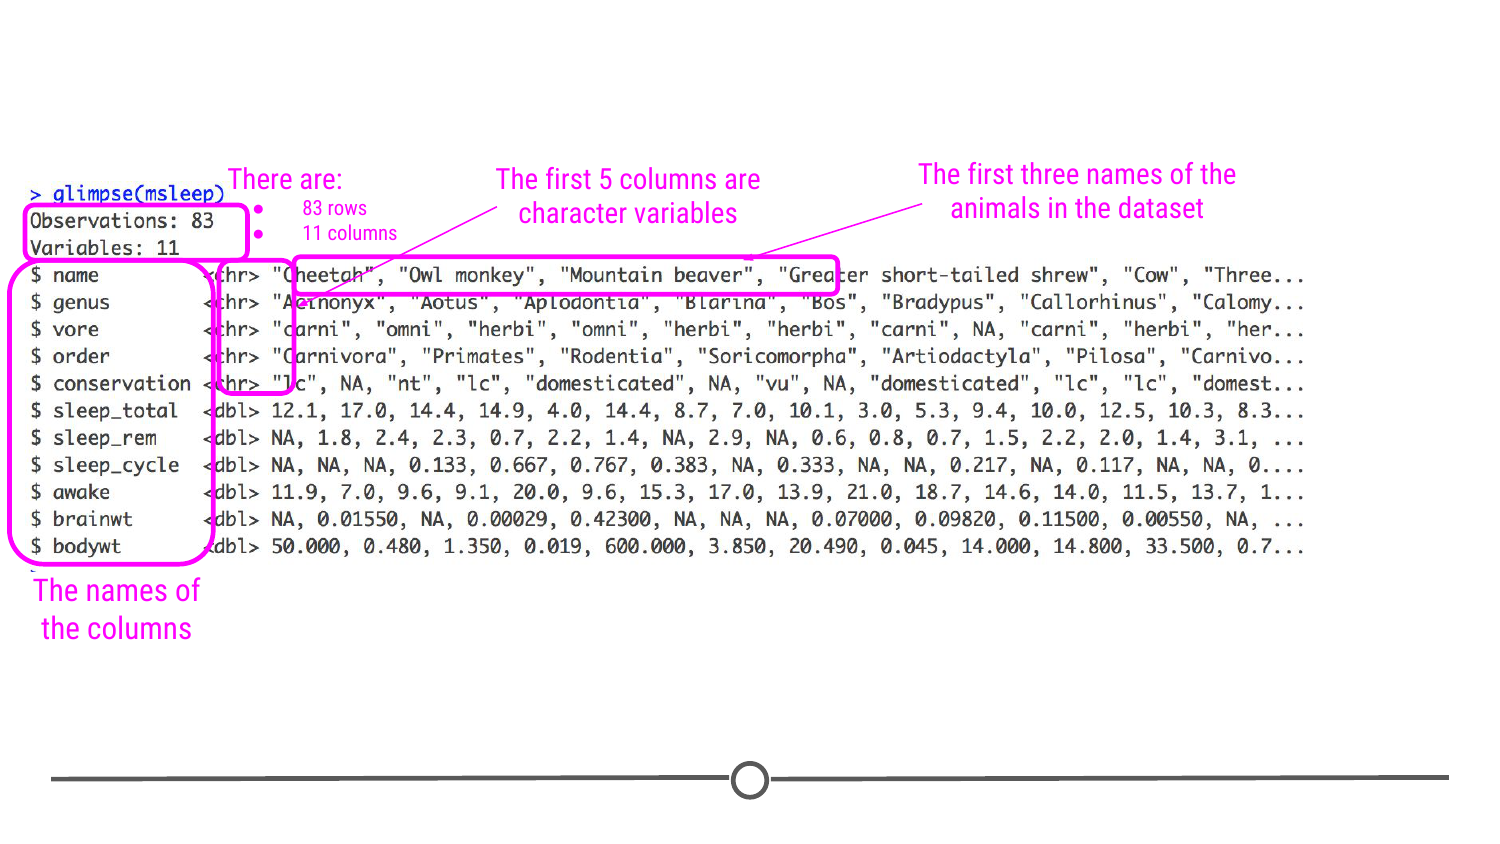 There are:
83 rows
11 columns
The first 5 columns are
character variables
The first three names of the
animals in the dataset
> glimpse(msleep)
Observations: 83
Variables: 11
$ name <chr> "Cheetah", "Owl monkey", "Mountain beaver", "Greater short-tailed shrew", "Cow", "Three...
$ genus <chr> "Acinonyx", "Aotus", "Aplodontia", "Blarina", "Bos", "Bradypus", "Callorhinus", "Calomy...
$ vore <chr> "carni", "omni", "herbi", "omni", "herbi", "herbi", "carni", NA, "carni", "herbi", "her...
$ order <chr> "Carnivora", "Primates", "Rodentia", "Soricomorpha", "Artiodactyla", "Pilosa", "Carnivo...
$ conservation <chr> "lc", NA, "nt", "lc", "domesticated", NA, "vu", NA, "domesticated", "lc", "lc", "domest...
$ sleep_total <dbl> 12.1, 17.0, 14.4, 14.9, 4.0, 14.4, 8.7, 7.0, 10.1, 3.0, 5.3, 9.4, 10.0, 12.5, 10.3, 8.3...
$ sleep_rem <dbl> NA, 1.8, 2.4, 2.3, 0.7, 2.2, 1.4, NA, 2.9, NA, 0.6, 0.8, 0.7, 1.5, 2.2, 2.0, 1.4, 3.1, ...
$ sleep_cycle <dbl> NA, NA, NA, 0.133, 0.667, 0.767, 0.383, NA, 0.333, NA, NA, 0.217, NA, 0.117, NA, NA, 0....
$ awake <dbl> 11.9, 7.0, 9.6, 9.1, 20.0, 9.6, 15.3, 17.0, 13.9, 21.0, 18.7, 14.6, 14.0, 11.5, 13.7, 1...
$ brainwt <dbl> NA, 0.01550, NA, 0.00029, 0.42300, NA, NA, NA, 0.07000, 0.09820, 0.11500, 0.00550, NA, ...
$ bodywt <dbl> 50.000, 0.480, 1.350, 0.019, 600.000, 3.850, 20.490, 0.045, 14.000, 14.800, 33.500, 0.7...
The names of
the columns